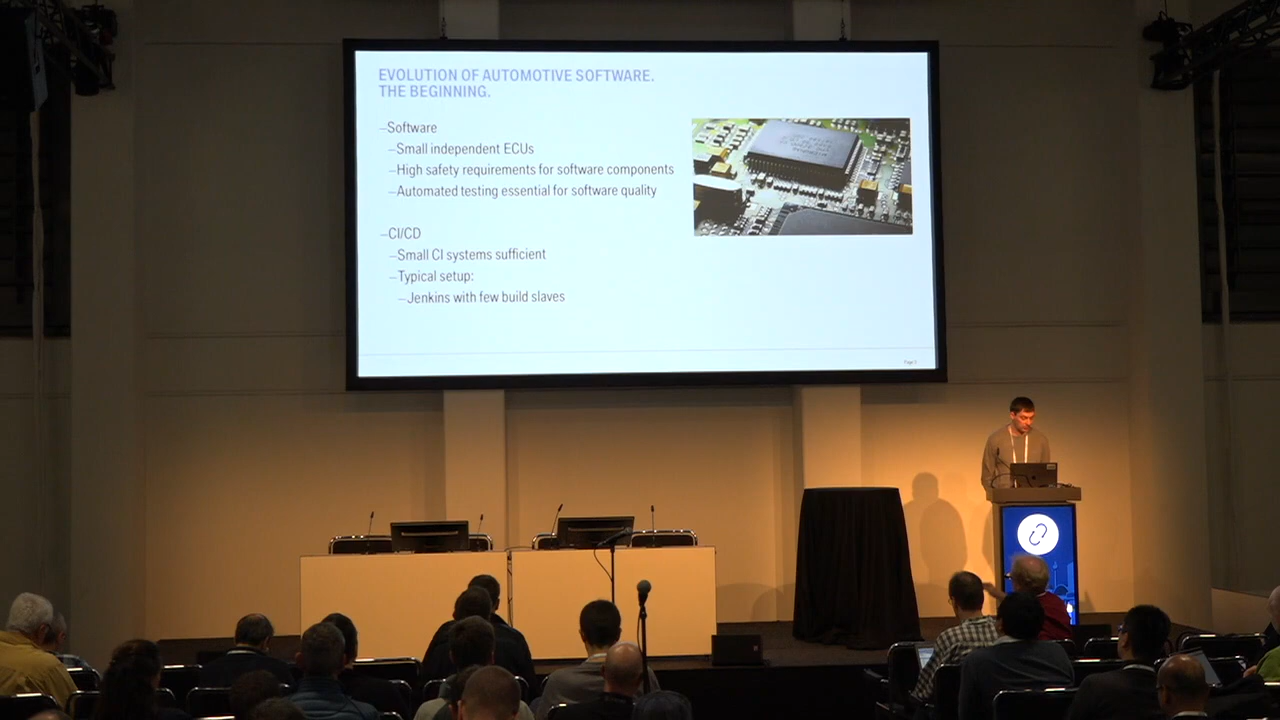 EVOLUTION OF AUTOMOTIVE SOFTWARE.
THE BEGINNING.
–Software
–Small independent ECUs
–High safety requirements for software components
–Automated testing essential for software quality
–CI/CD
–Small CI systems sufficient
–Typical setup:
–Jenkins with few build slaves